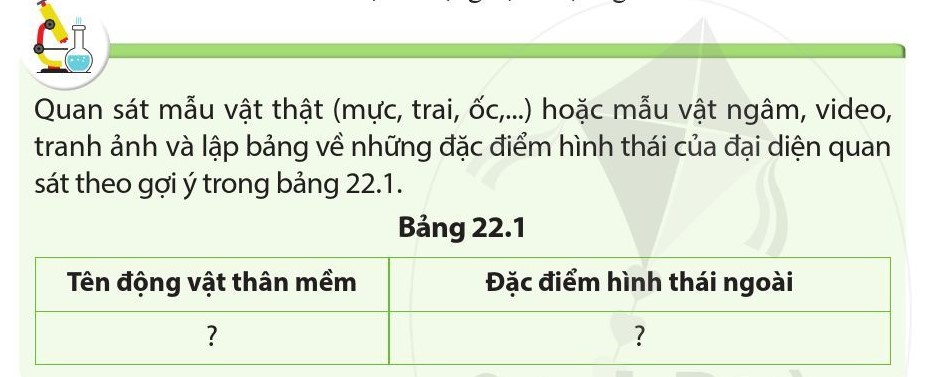 Quan sát mẫu vật thật (mực, trai, ốc,...) hoặc mẫu vật ngâm, video,
tranh ảnh và lập bảng về những đặc điểm hình thái của đại diện quan
sát theo gợi ý trong bảng 22.1.
Bảng 22.1
Tên động vật thân mềm
Đặc điểm hình thái ngoài
?
?